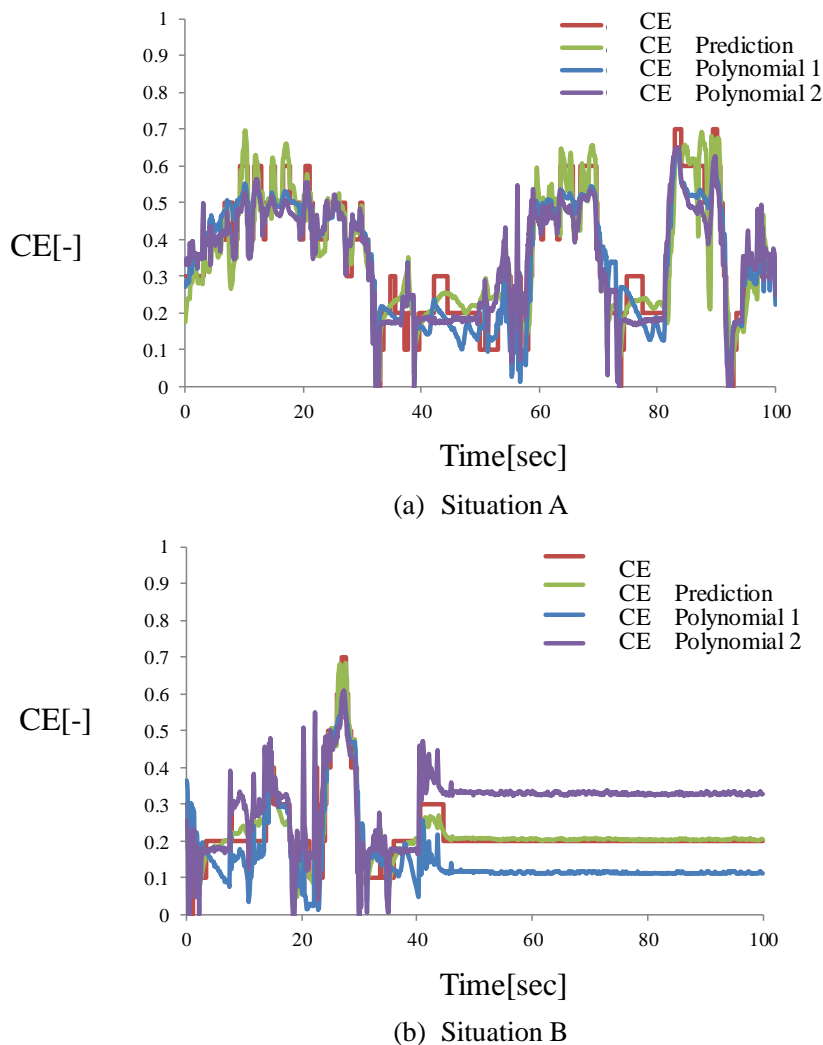 1
0.9
0.8
0.7
0.6
0.5
0.4
0.3
0.2
0.1
0
CE[-]
CE
CE Prediction
CE Polynomial 1
CE Polynomial 2
0 20 40 60 80 100
Time[sec]
(a) Situation A
1
0.9
0.8
0.7
0.6
0.5
0.4
0.3
0.2
0.1
0
CE[-]
CE
CE Prediction
CE Polynomial 1
CE Polynomial 2
0 20 40 60 80 100
Time[sec]
(b) Situation B